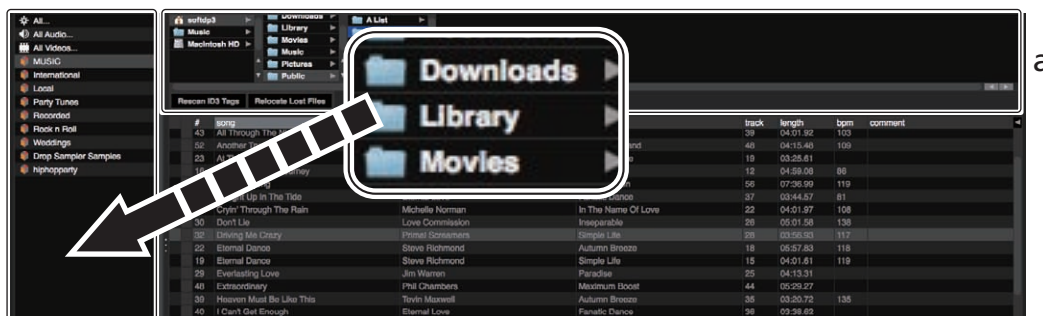 All...
All Audio...
All Videos...
MUSIC
International
Local
Party Tunes
Recorded
Rock n Roll
Weddings
Drop Sampler Samples
hiphopparty
softdp3
Music
Macintosh HD
Downloads
Library
Movies
Music
Pictures
Public
A List
Rescan ID3 Tags Relocate Lost Files
Downloads
Library
Movies
a
# song track length bpm comment
43 All Through The 39 04:01.92 103
52 Another 48 04:15.48 109
23 19 03:25.61
12 04:59.08 86
56 07:36.99 119
Up In The Tide 37 03:44.57 81
Cryin' Through The Rain Michelle Norman In The Name Of Love 22 04:01.97 108
30 Don't Lie Love Commission Inseparable 26 05:01.58 138
32 Driving Me Crazy Primal Screamers Simple Life 28 03:56.93 117
22 Eternal Dance Steve Richmond Autumn Breeze 18 05:57.83 118
19 Eternal Dance Steve Richmond Simple Life 15 04:01.61 119
29 Everlasting Love Jim Warren Paradise 25 04:13.31
48 Extraordinary Phil Chambers Maximum Boost 44 05:29.27
39 Heaven Must Be Like This Tevin Maxwell Autumn Breeze 35 03:20.72 135
40 I Can't Get Enough Eternal Love Fanatic Dance 03:38.62